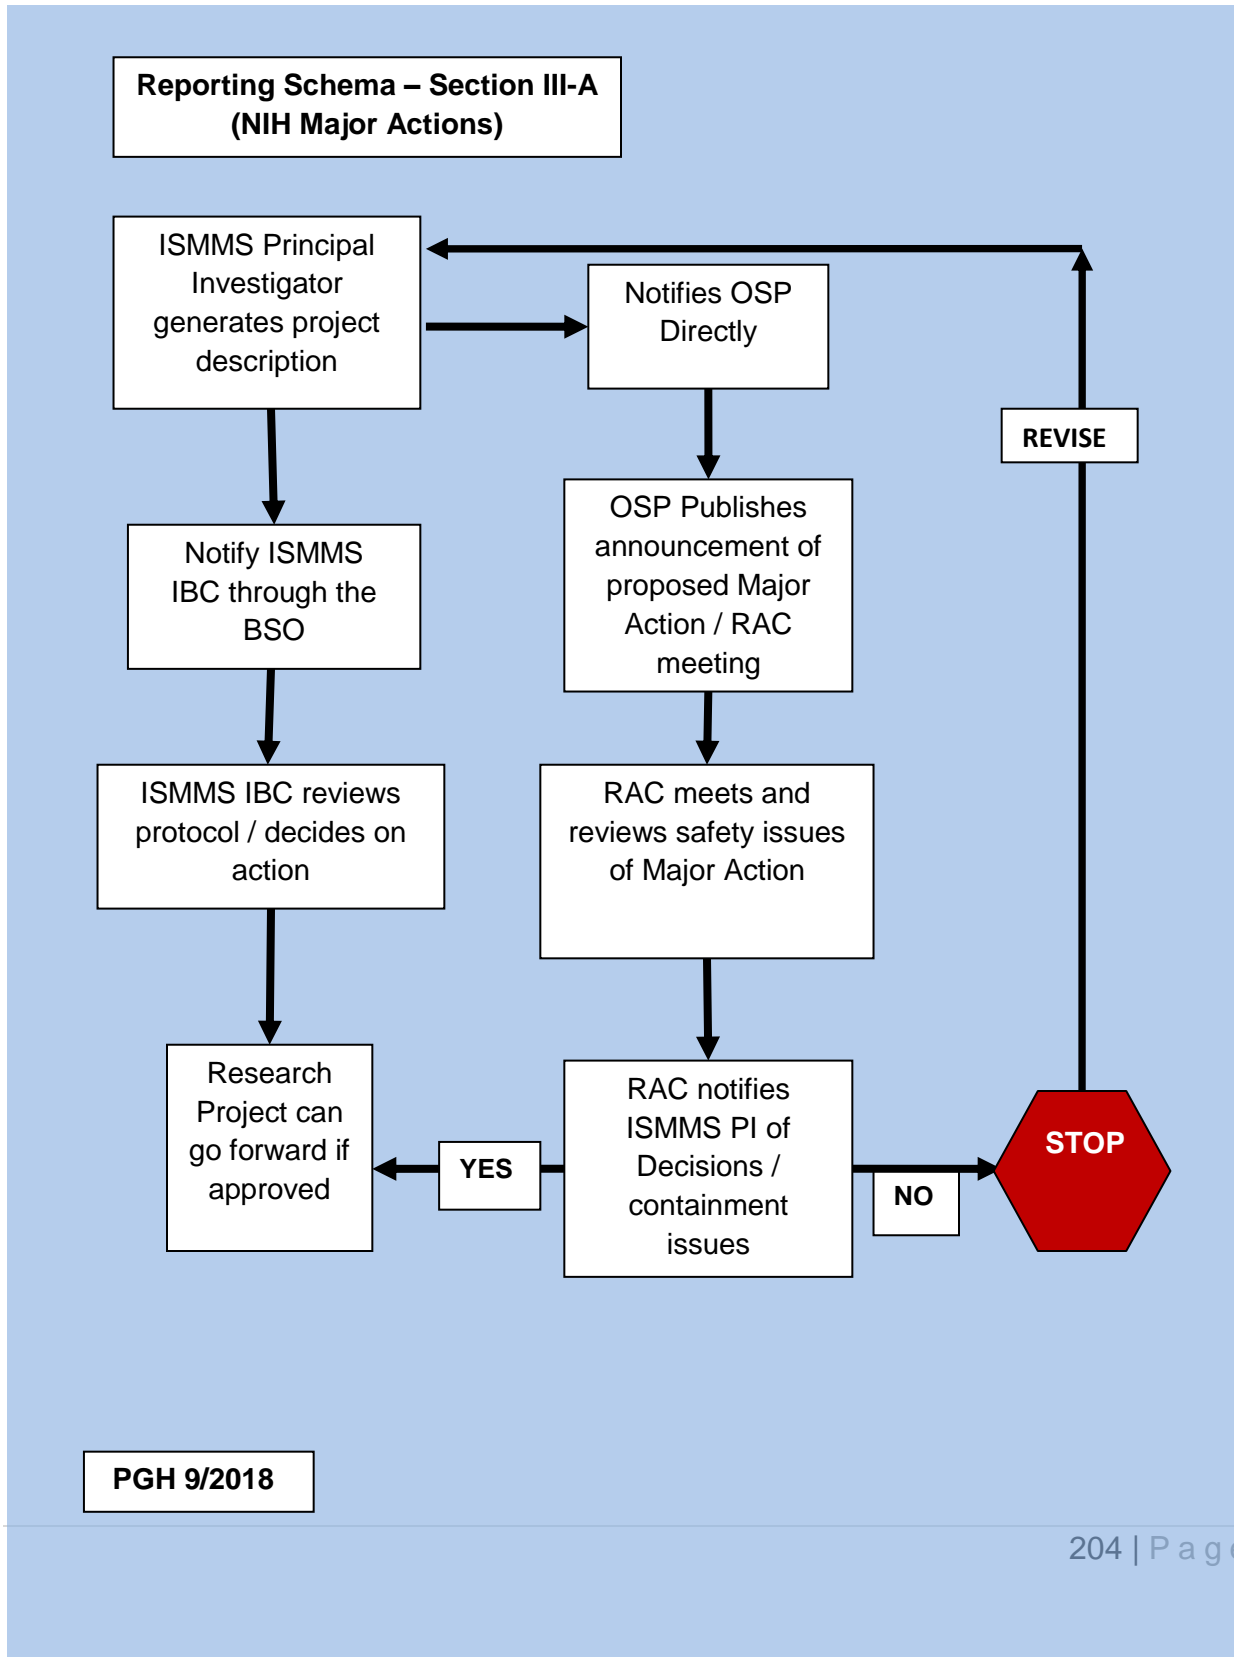 Reporting Schema – Section III-A
(NIH Major Actions)
ISMMS Principal
Investigator
generates project
description
Notifies OSP
Directly
REVISE
Notify ISMMS
IBC through the
BSO
OSP Publishes
announcement of
proposed Major
Action / RAC
meeting
ISMMS IBC reviews
protocol / decides on
action
RAC meets and
reviews safety issues
of Major Action
Research
Project can
go forward if
approved
YES
RAC notifies
ISMMS PI of
Decisions /
containment
issues
NO
STOP
PGH 9/2018
204 | Page